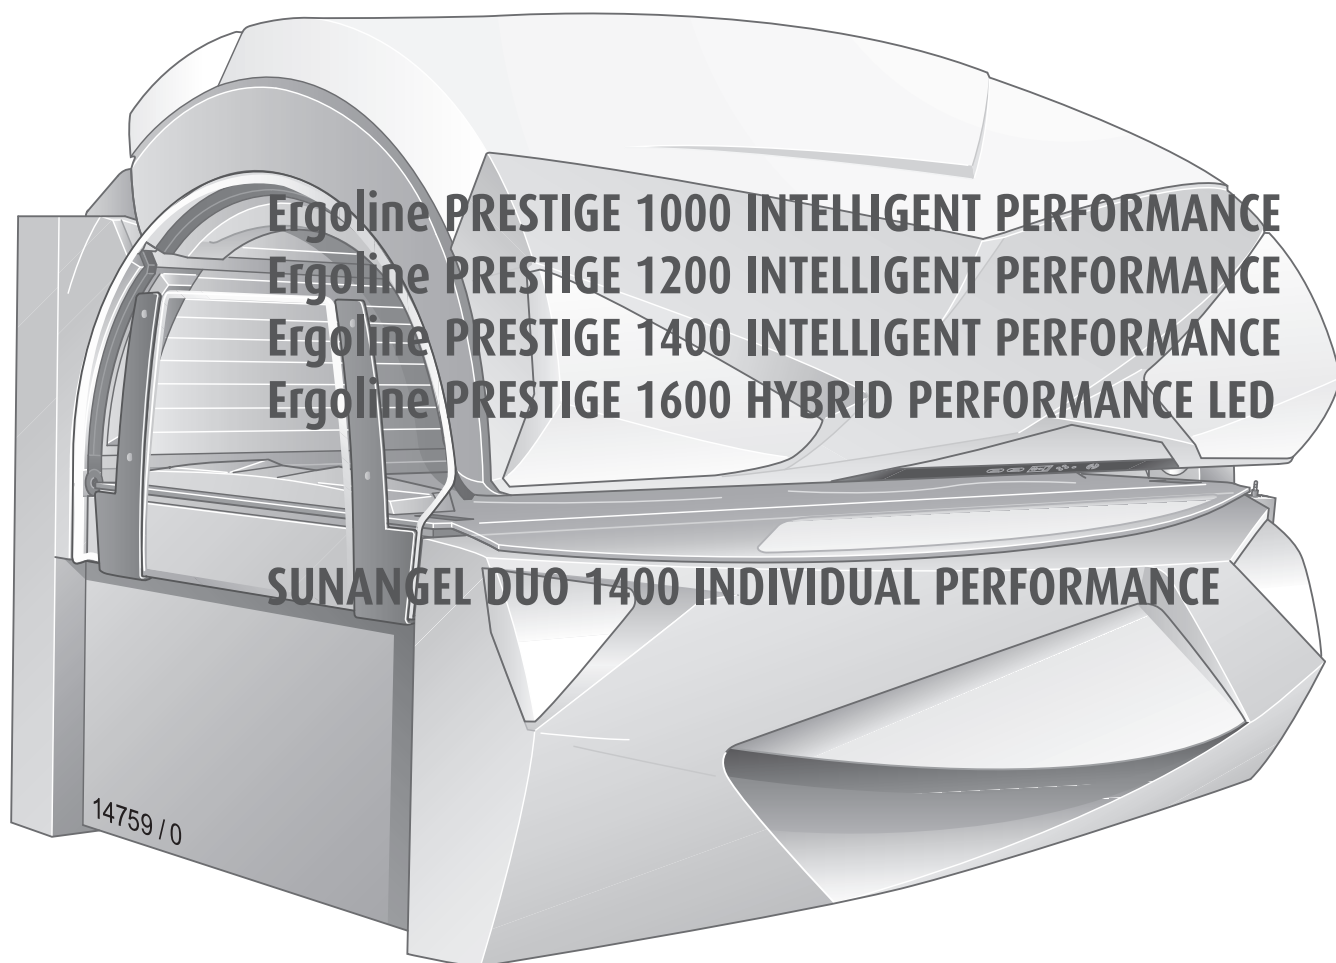 Ergoline PRESTIGE 1000 INTELLIGENT PERFORMANCE
Ergoline PRESTIGE 1200 INTELLIGENT PERFORMANCE
Ergoline PRESTIGE 1400 INTELLIGENT PERFORMANCE
Ergoline PRESTIGE 1600 HYBRID PERFORMANCE LED
SUNANGEL DUO 1400 INDIVIDUAL PERFORMANCE
14759 / 0